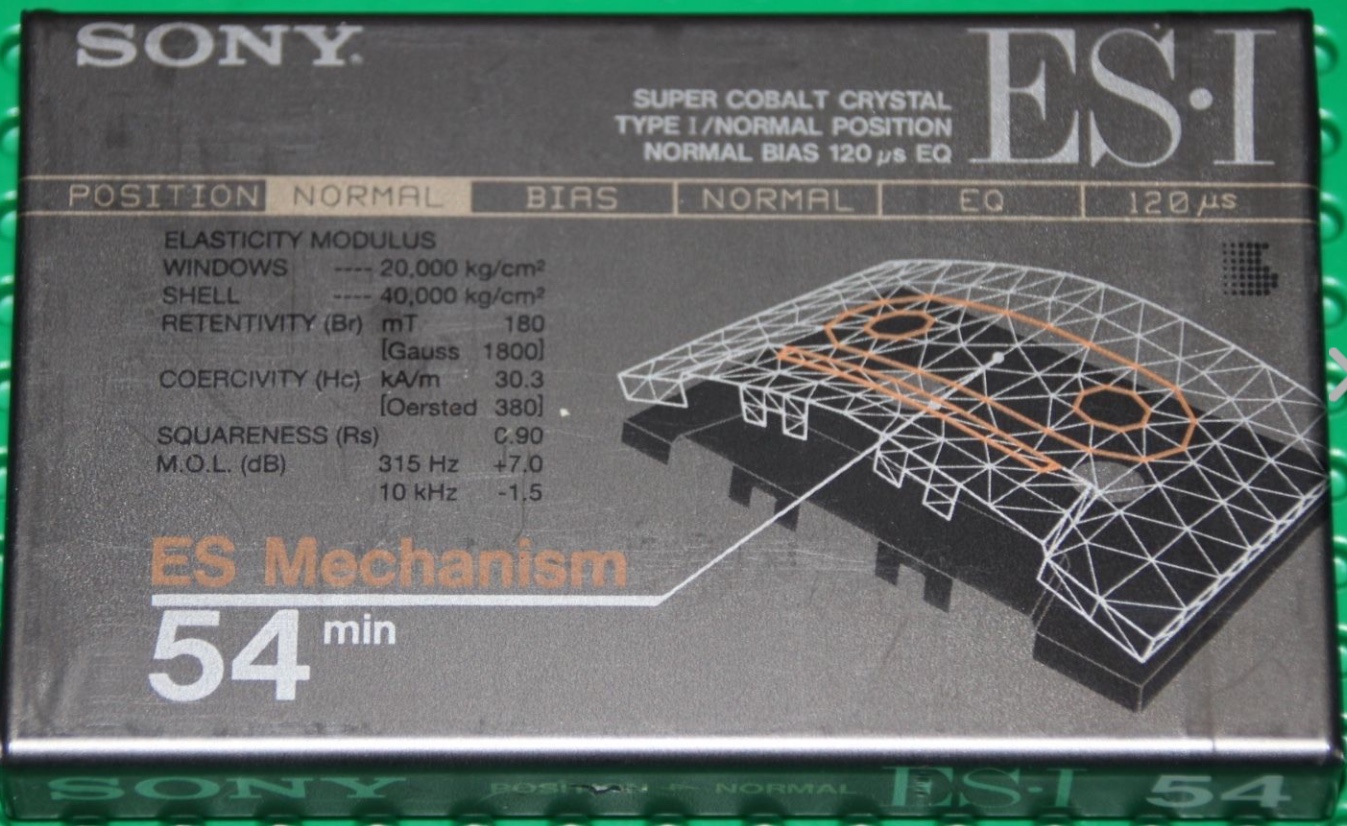 SONY
ES·I
SUPER COBALT CRYSTAL
TYPE I/NORMAL POSITION
NORMAL BIAS 120 μs EQ
POSITION NORMAL BIAS NORMAL EQ 120 μs
ELASTICITY MODULUS
WINDOWS ---- 20,000 kg/cm²
SHELL ---- 40,000 kg/cm²
RETENTIVITY (Br) mT 180
[Gauss 1800]
COERCIVITY (Hc) kA/m 30.3
[Oersted 380]
SQUARENESS (Rs) 0.90
M.O.L. (dB) 315 Hz +7.0
10 kHz -1.5
ES Mechanism
54 min
SONY POSITION NORMAL ES·I 54